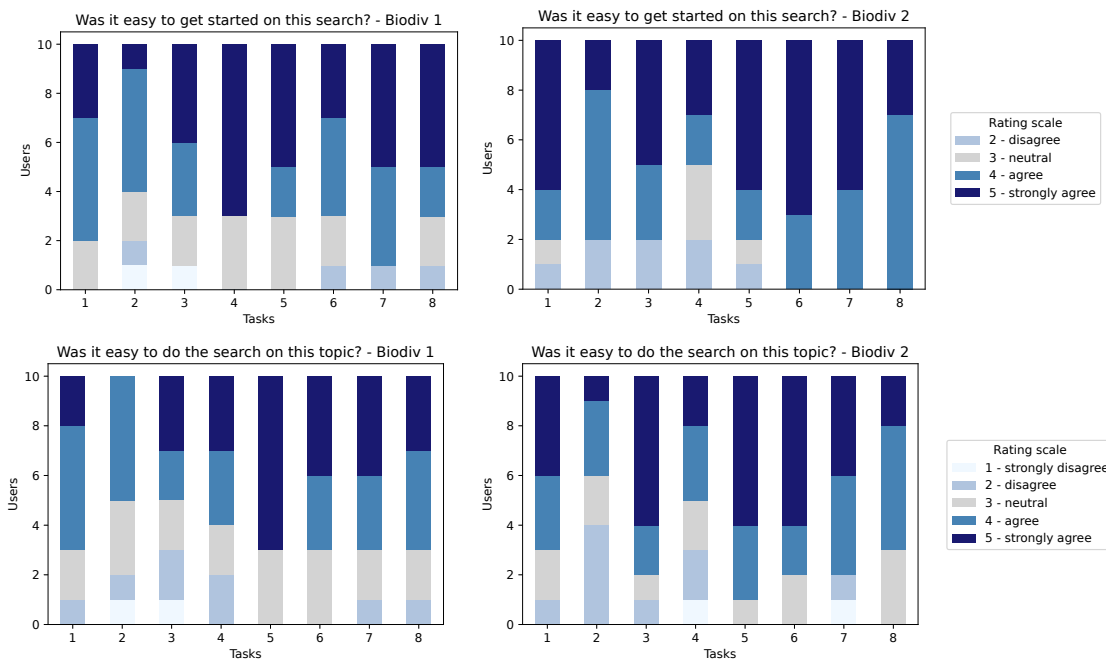 Was it easy to get started on this search? - Biodiv 1
10
8
6
4
2
0
Users
1 2 3 4 5 6 7 8
Tasks
Was it easy to get started on this search? - Biodiv 2
10
8
6
4
2
0
Users
1 2 3 4 5 6 7 8
Tasks
Rating scale
2 - disagree
3 - neutral
4 - agree
5 - strongly agree
Was it easy to do the search on this topic? - Biodiv 1
10
8
6
4
2
0
Users
1 2 3 4 5 6 7 8
Tasks
Was it easy to do the search on this topic? - Biodiv 2
10
8
6
4
2
0
Users
1 2 3 4 5 6 7 8
Tasks
Rating scale
1 - strongly disagree
2 - disagree
3 - neutral
4 - agree
5 - strongly agree